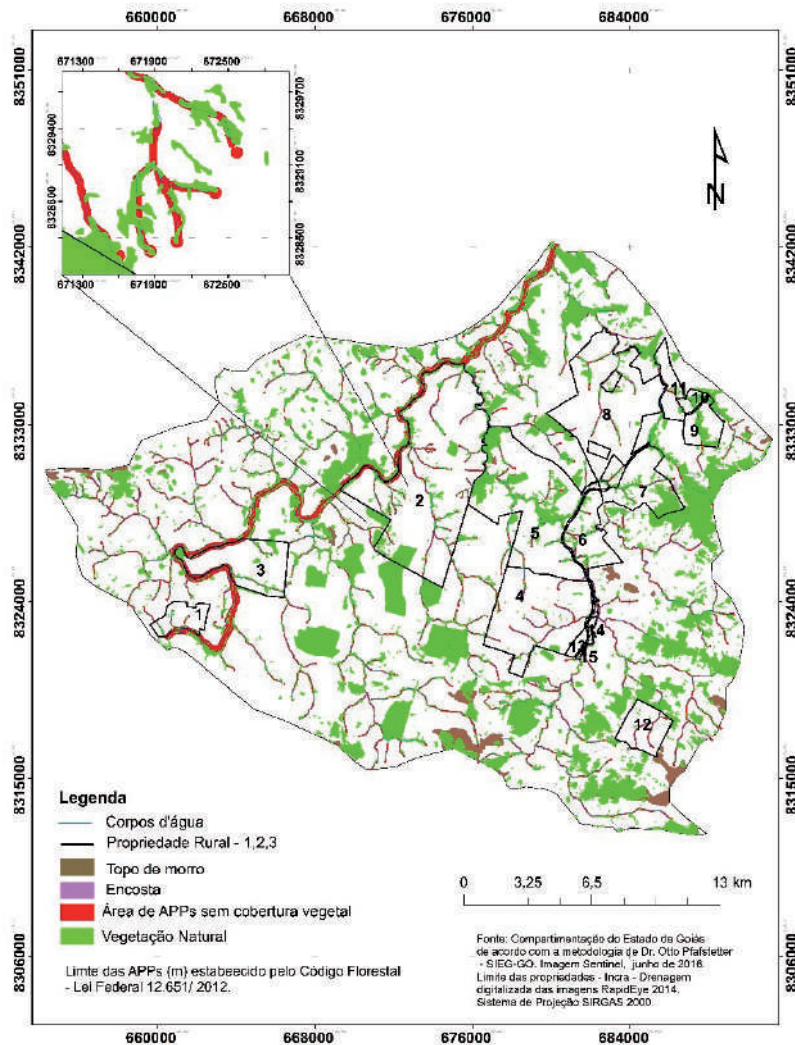 660000 668000 676000 684000
671300 671900 672500
8351000
8351000
8329700
8329400
8329100
8328800
8328500
671300 671900 672500
N
8342000
8342000
11
10
8
9
8333000
8333000
2
7
5
6
3
4
8324000
8324000
1
14
13
15
12
8315000
8315000
Legenda
Corpos d'água
Propriedade Rural - 1,2,3
Topo de morro
Encosta
Área de APPs sem cobertura vegetal
Vegetação Natural
0 3,25 6,5 13 km
Limte das APPs (m) estabeecido pelo Código Florestal
- Lei Federal 12.651/ 2012.
Fonte: Compartimentação do Estado de Goiás
de acordo com a metodologia de Dr. Otto Pfafstetter
- SIEG-GO. Imagem Sentinel, junho de 2016.
Limite das propriedades - Incra - Drenagem
digitalizada das imagens RapidEye 2014.
Sistema de Projeção SIRGAS 2000.
8306000
8306000
660000 668000 676000 684000